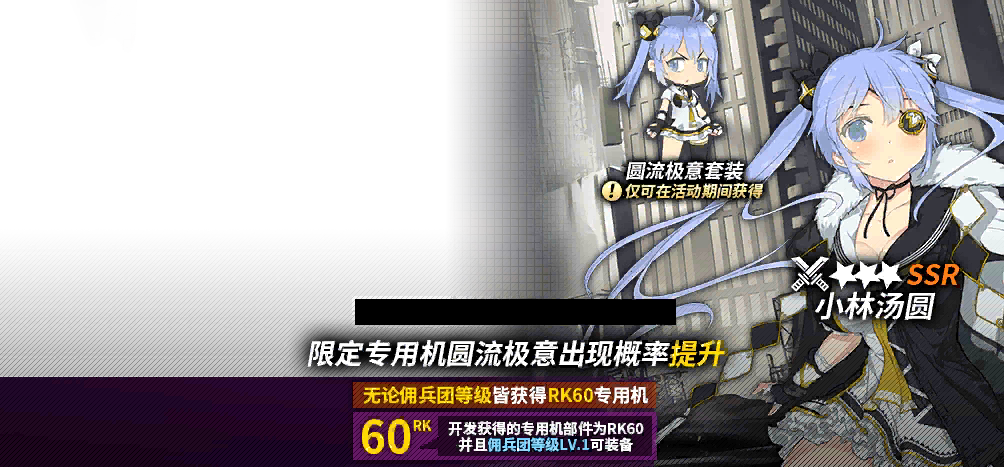 圆流极意套装
仅可在活动期间获得
SSR
小林汤圆
限定专用机圆流极意出现概率提升
无论佣兵团等级皆获得RK60专用机
60RK
开发获得的专用机部件为RK60
并且佣兵团等级LV.1可装备